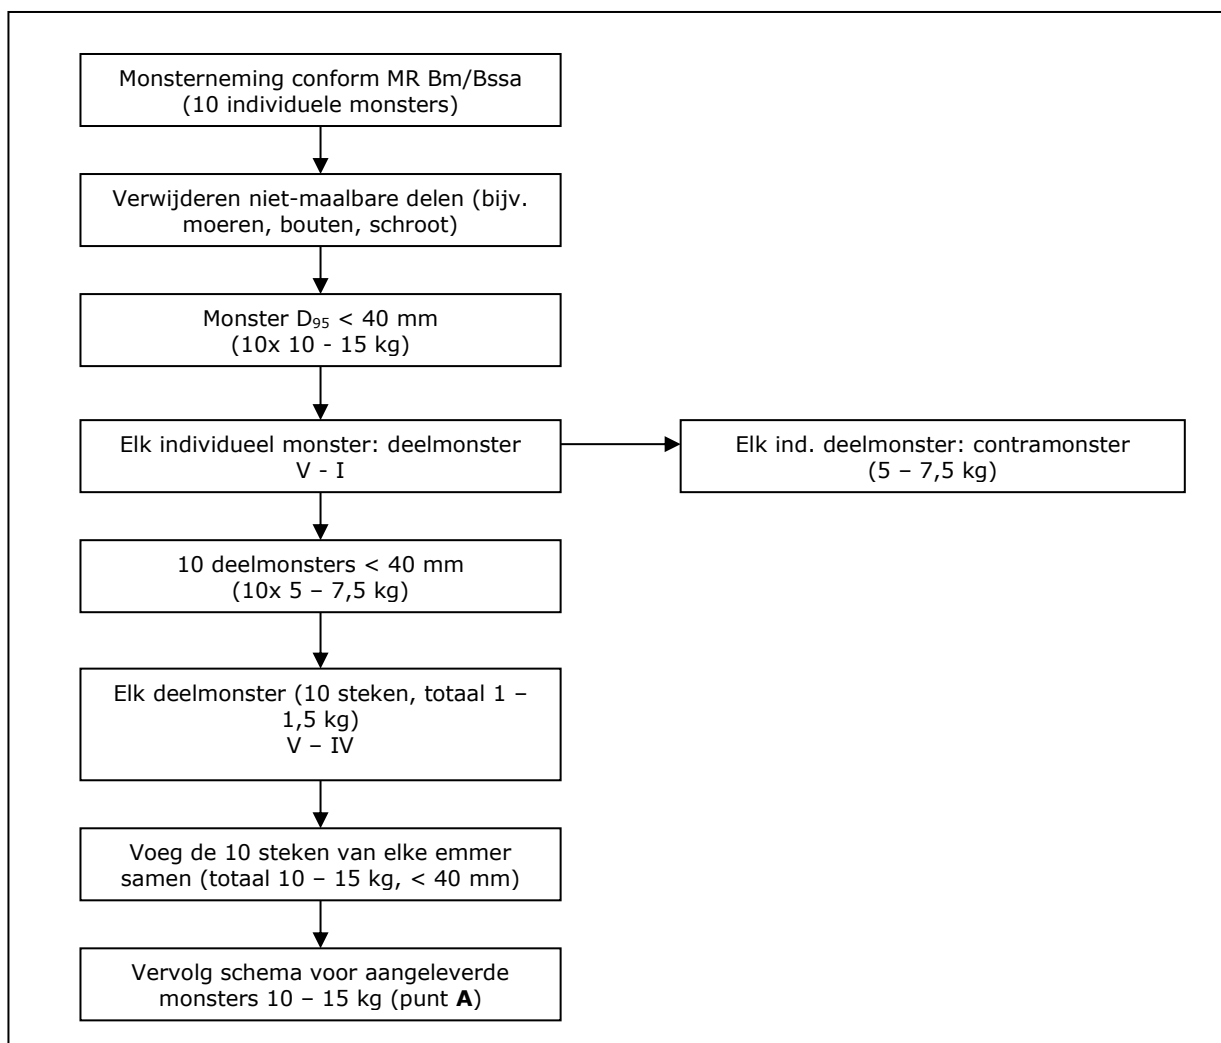 Monsterneming conform MR Bm/Bssa
(10 individuele monsters)
Verwijderen niet-maalbare delen (bijv.
moeren, bouten, schroot)
Monster D₉₅ < 40 mm
(10x 10 - 15 kg)
Elk individueel monster: deelmonster
V - I
Elk ind. deelmonster: contramonster
(5 – 7,5 kg)
10 deelmonsters < 40 mm
(10x 5 – 7,5 kg)
Elk deelmonster (10 steken, totaal 1 –
1,5 kg)
V – IV
Voeg de 10 steken van elke emmer
samen (totaal 10 – 15 kg, < 40 mm)
Vervolg schema voor aangeleverde
monsters 10 – 15 kg (punt A)